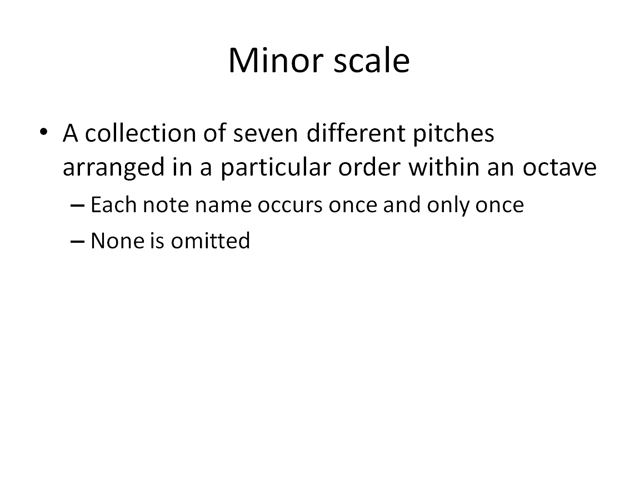 Minor scale
• A collection of seven different pitches
arranged in a particular order within an octave
– Each note name occurs once and only once
– None is omitted